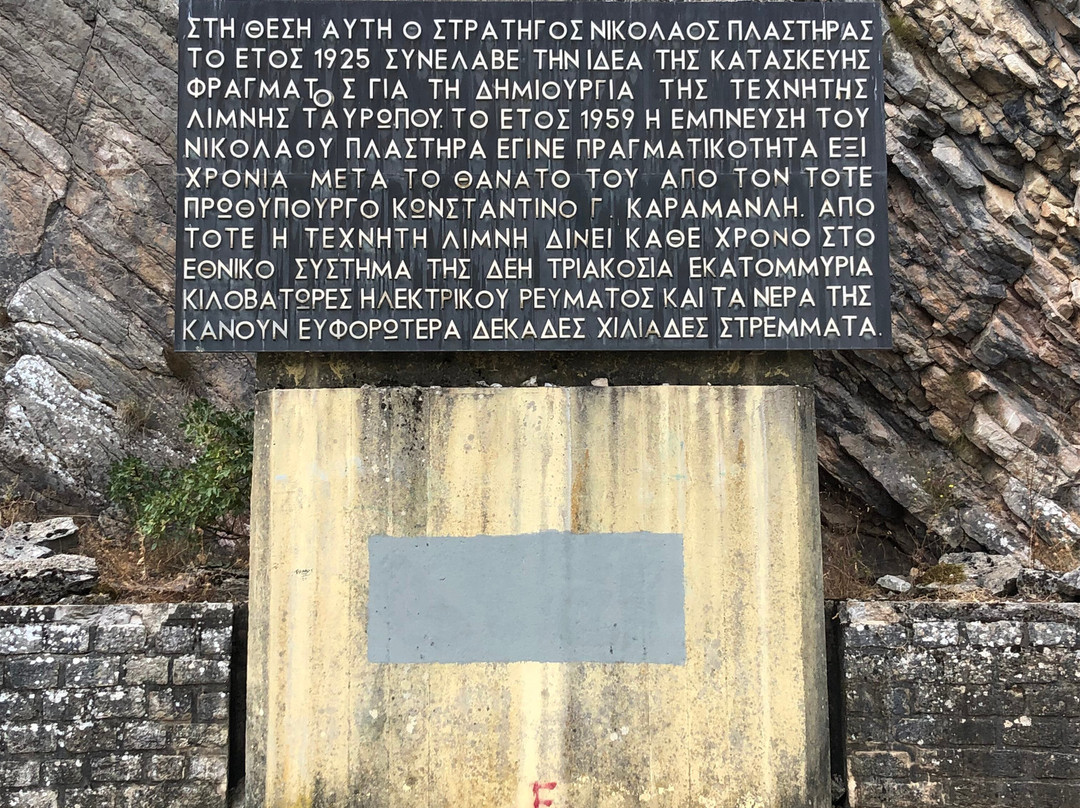 ΣΤΗ ΘΕΣΗ ΑΥΤΗ Ο ΣΤΡΑΤΗΓΟΣ ΝΙΚΟΛΑΟΣ ΠΛΑΣΤΗΡΑΣ
ΤΟ ΕΤΟΣ 1925 ΣΥΝΕΛΑΒΕ ΤΗΝ ΙΔΕΑ ΤΗΣ ΚΑΤΑΣΚΕΥΗΣ
ΦΡΑΓΜΑΤΟΣ ΓΙΑ ΤΗ ΔΗΜΙΟΥΡΓΙΑ ΤΗΣ ΤΕΧΝΗΤΗΣ
ΛΙΜΝΗΣ ΤΑΥΡΩΠΟΥ. ΤΟ ΕΤΟΣ 1959 Η ΕΜΠΝΕΥΣΗ ΤΟΥ
ΝΙΚΟΛΑΟΥ ΠΛΑΣΤΗΡΑ ΕΓΙΝΕ ΠΡΑΓΜΑΤΙΚΟΤΗΤΑ ΕΞΙ
ΧΡΟΝΙΑ ΜΕΤΑ ΤΟ ΘΑΝΑΤΟ ΤΟΥ ΑΠΟ ΤΟΝ ΤΟΤΕ
ΠΡΩΘΥΠΟΥΡΓΟ ΚΩΝΣΤΑΝΤΙΝΟ Γ. ΚΑΡΑΜΑΝΛΗ. ΑΠΟ
ΤΟΤΕ Η ΤΕΧΝΗΤΗ ΛΙΜΝΗ ΔΙΝΕΙ ΚΑΘΕ ΧΡΟΝΟ ΣΤΟ
ΕΘΝΙΚΟ ΣΥΣΤΗΜΑ ΤΗΣ ΔΕΗ ΤΡΙΑΚΟΣΙΑ ΕΚΑΤΟΜΜΥΡΙΑ
ΚΙΛΟΒΑΤΩΡΕΣ ΗΛΕΚΤΡΙΚΟΥ ΡΕΥΜΑΤΟΣ ΚΑΙ ΤΑ ΝΕΡΑ ΤΗΣ
ΚΑΝΟΥΝ ΕΥΦΟΡΩΤΕΡΑ ΔΕΚΑΔΕΣ ΧΙΛΙΑΔΕΣ ΣΤΡΕΜΜΑΤΑ.
Ε